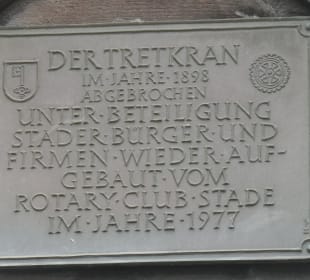 DER TRETKRAN
IM·JAHRE·1898
ABGEBROCHEN
UNTER·BETEILIGUNG
STADER·BÜRGER·UND
FIRMEN·WIEDER·AUF-
GEBAUT·VOM
ROTARY·CLUB·STADE
IM·JAHRE·1977